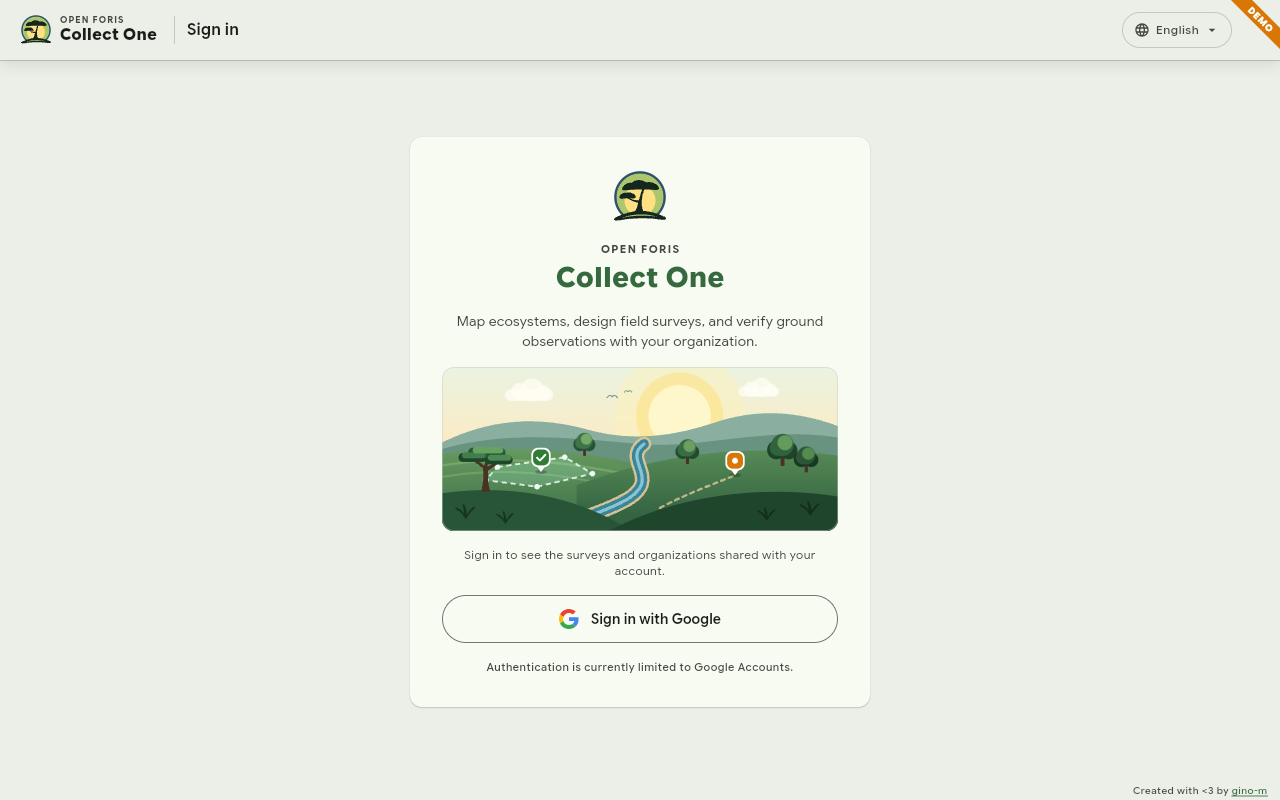 OPEN FORIS
Collect One
Sign in
English
DEMO
OPEN FORIS
Collect One
Map ecosystems, design field surveys, and verify ground
observations with your organization.
Sign in to see the surveys and organizations shared with your
account.
Sign in with Google
Authentication is currently limited to Google Accounts.
Created with <3 by gino-m